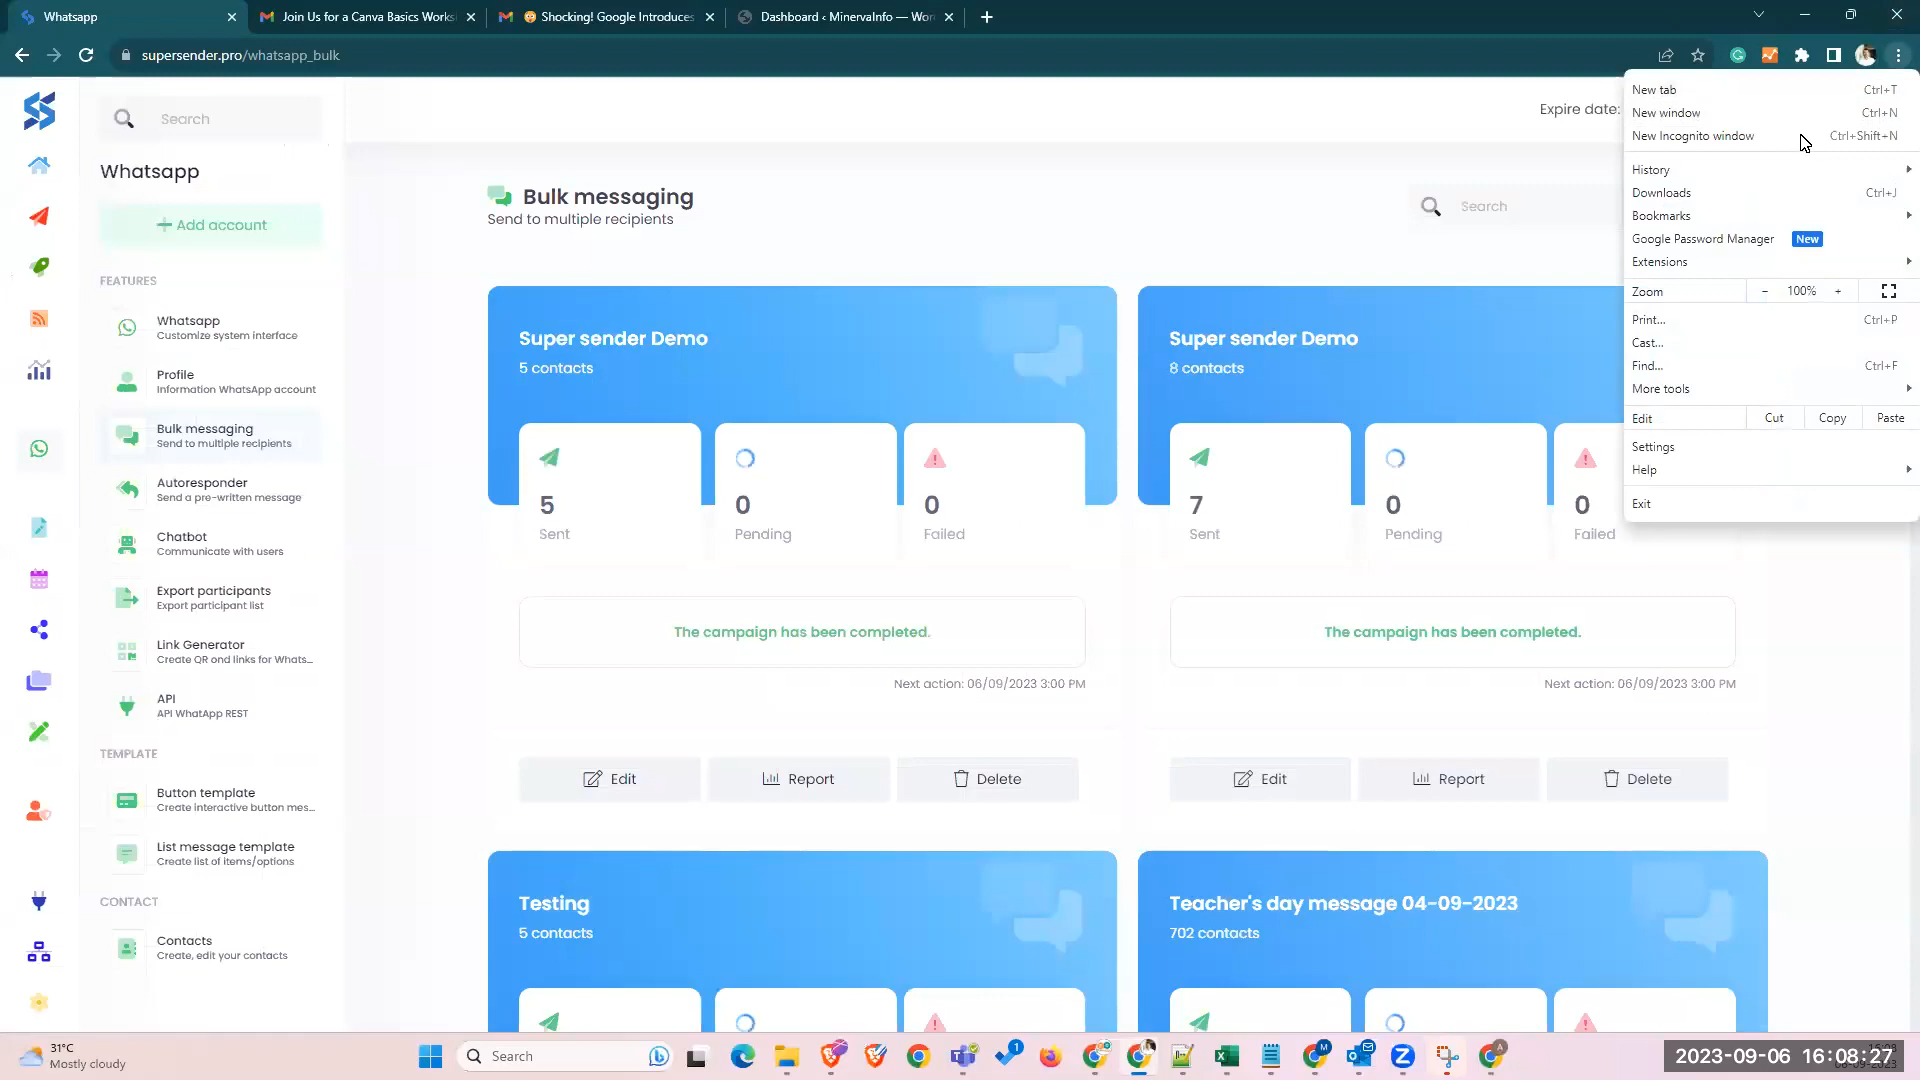 Whatsapp
Join Us for a Canva Basics Works
Shocking! Google Introduces
Dashboard ‹ MinervaInfo — Wor
supersender.pro/whatsapp_bulk
Search
Whatsapp
Add account
FEATURES
Whatsapp
Customize system interface
Profile
Information WhatsApp account
Bulk messaging
Send to multiple recipients
Autoresponder
Send a pre-written message
Chatbot
Communicate with users
Export participants
Export participant list
Link Generator
Create QR and links for Whats...
API
API WhatApp REST
TEMPLATE
Button template
Create interactive button mes...
List message template
Create list of items/options
CONTACT
Contacts
Create, edit your contacts
Expire date:
Bulk messaging
Send to multiple recipients
Search
Super sender Demo
5 contacts
5
Sent
0
Pending
0
Failed
The campaign has been completed.
Next action: 06/09/2023 3:00 PM
Edit
Report
Delete
Super sender Demo
8 contacts
7
Sent
0
Pending
0
Failed
The campaign has been completed.
Next action: 06/09/2023 3:00 PM
Edit
Report
Delete
Testing
5 contacts
Teacher's day message 04-09-2023
702 contacts
New tab Ctrl+T
New window Ctrl+N
New Incognito window Ctrl+Shift+N
History
Downloads Ctrl+J
Bookmarks
Google Password Manager New
Extensions
Zoom - 100% +
Print... Ctrl+P
Cast...
Find... Ctrl+F
More tools
Edit Cut Copy Paste
Settings
Help
Exit
31°C
Mostly cloudy
Search
2023-09-06 16:08:27